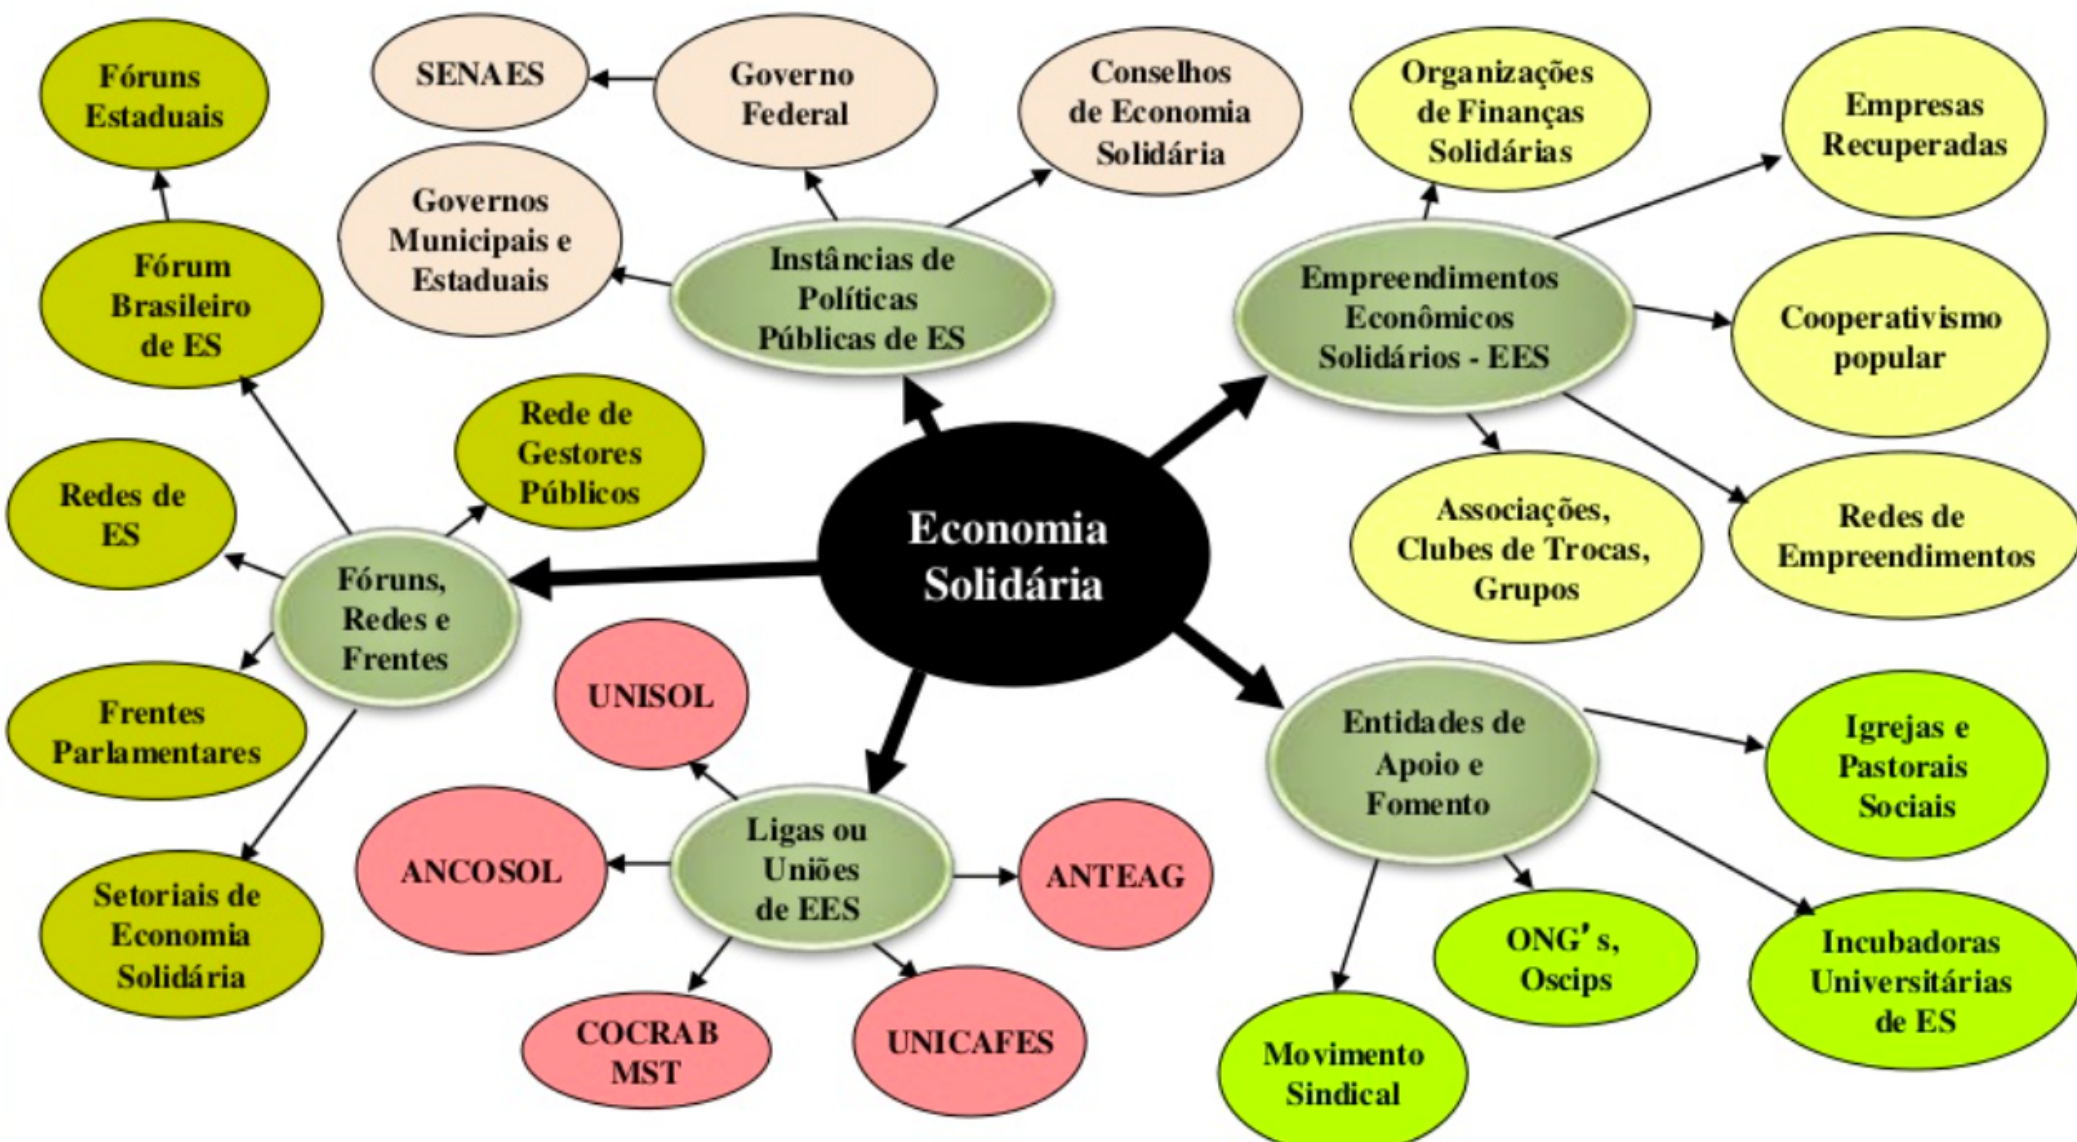 Fóruns
Estaduais
SENAES
Governo
Federal
Conselhos
de Economia
Solidária
Organizações
de Finanças
Solidárias
Empresas
Recuperadas
Governos
Municipais e
Estaduais
Fórum
Brasileiro
de ES
Instâncias de
Políticas
Públicas de ES
Empreendimentos
Econômicos
Solidários - EES
Cooperativismo
popular
Rede de
Gestores
Públicos
Redes de
ES
Economia
Solidária
Associações,
Clubes de Trocas,
Grupos
Redes de
Empreendimentos
Fóruns,
Redes e
Frentes
Frentes
Parlamentares
UNISOL
Entidades de
Apoio e
Fomento
Igrejas e
Pastorais
Sociais
ANCOSOL
Ligas ou
Uniões
de EES
ANTEAG
Setoriais de
Economia
Solidária
ONG's,
Oscips
Incubadoras
Universitárias
de ES
COCRAB
MST
UNICAFES
Movimento
Sindical